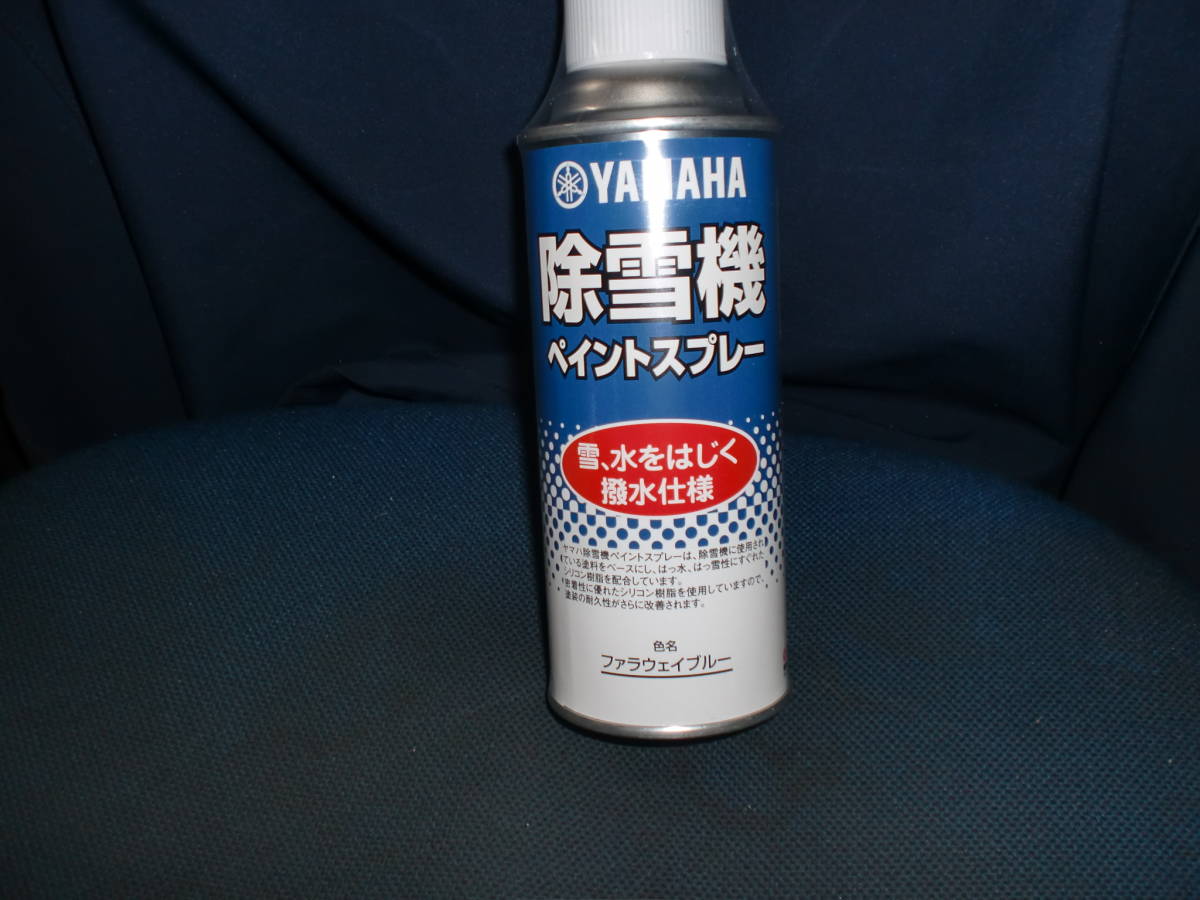 YAMAHA
除雪機
ペイントスプレー
雪、水をはじく
撥水仕様
ヤマハ除雪機ペイントスプレーは、除雪機に使用され
ている塗料をベースにし、はっ水、はっ雪性にすぐれた
シリコン樹脂を配合しています。
密着性に優れたシリコン樹脂を使用していますので、
塗装の耐久性がさらに改善されます。
色名
ファラウェイブルー